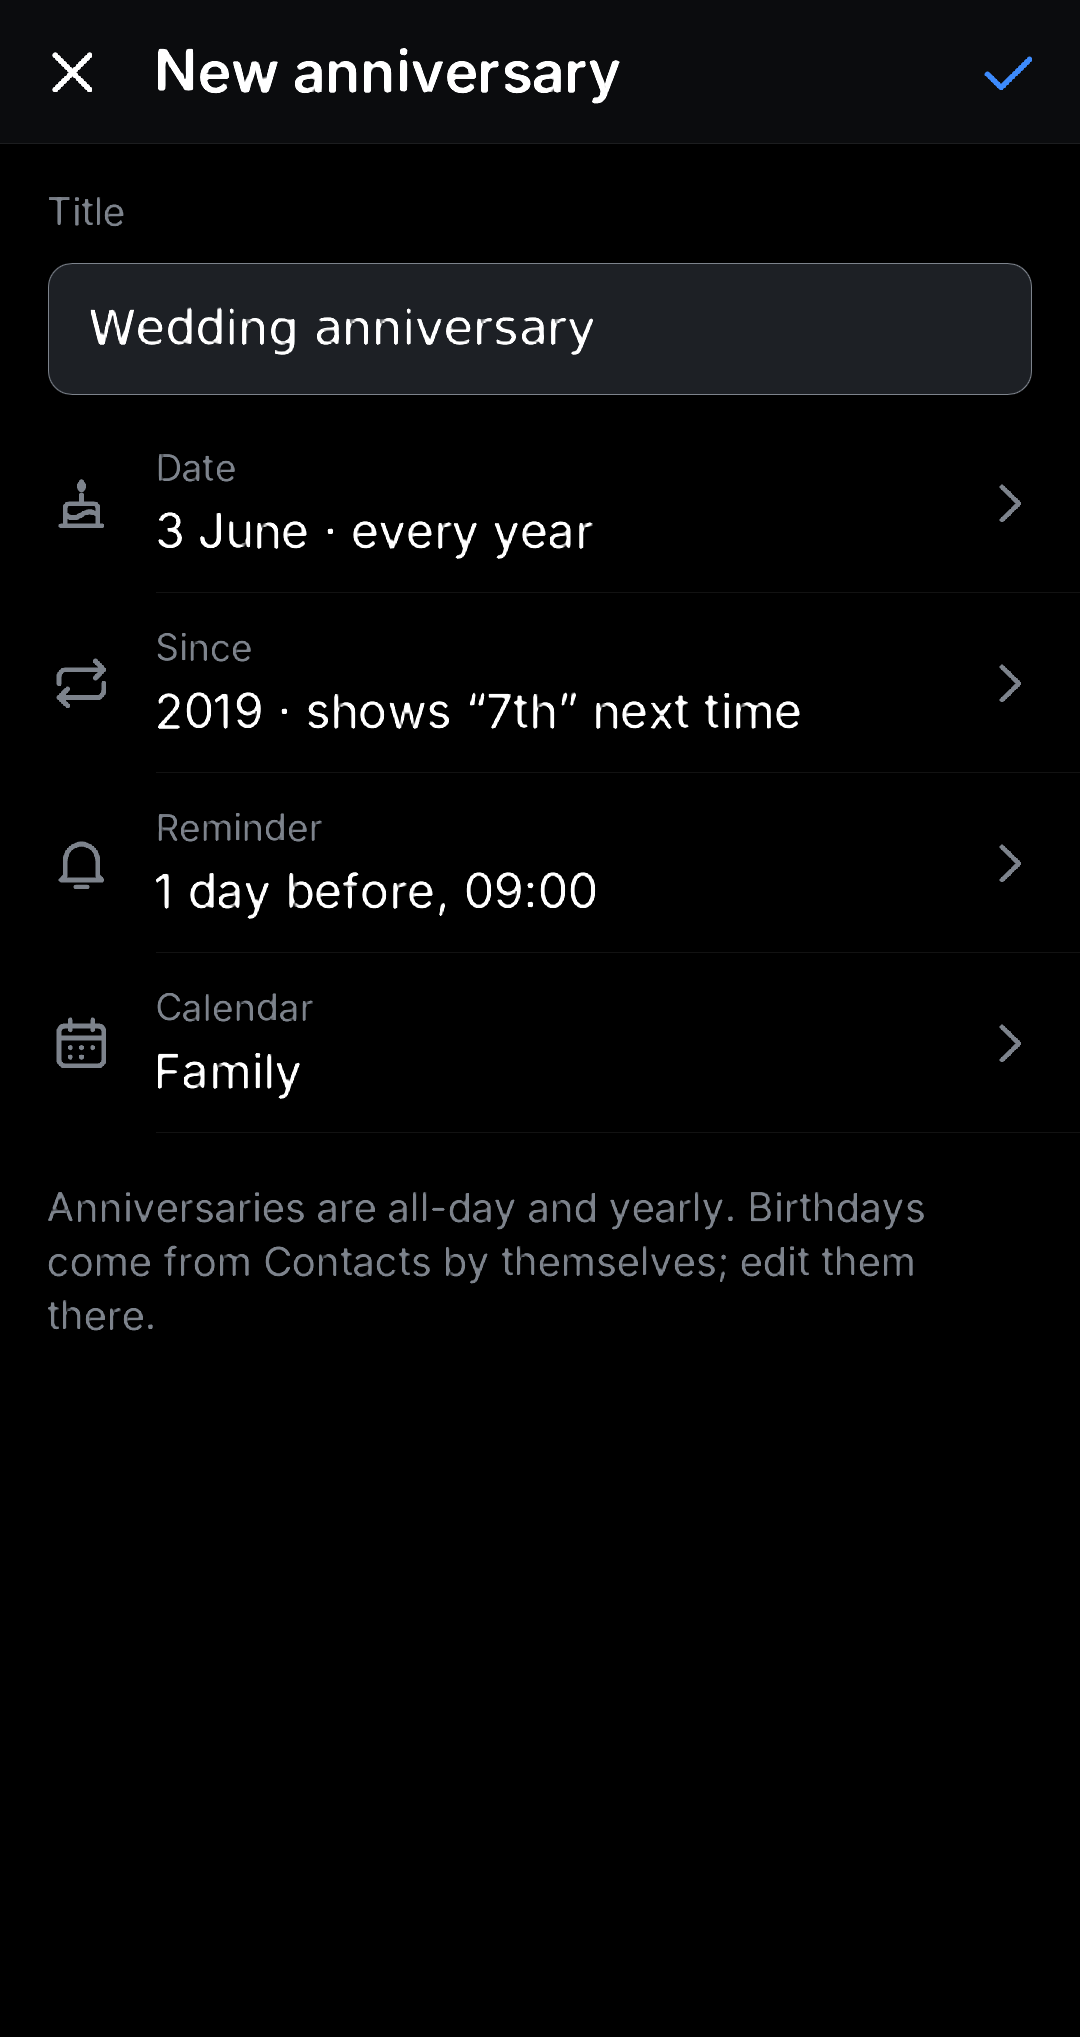 New anniversary
Title
Wedding anniversary
Date
3 June · every year
Since
2019 · shows “7th” next time
Reminder
1 day before, 09:00
Calendar
Family
Anniversaries are all-day and yearly. Birthdays
come from Contacts by themselves; edit them
there.